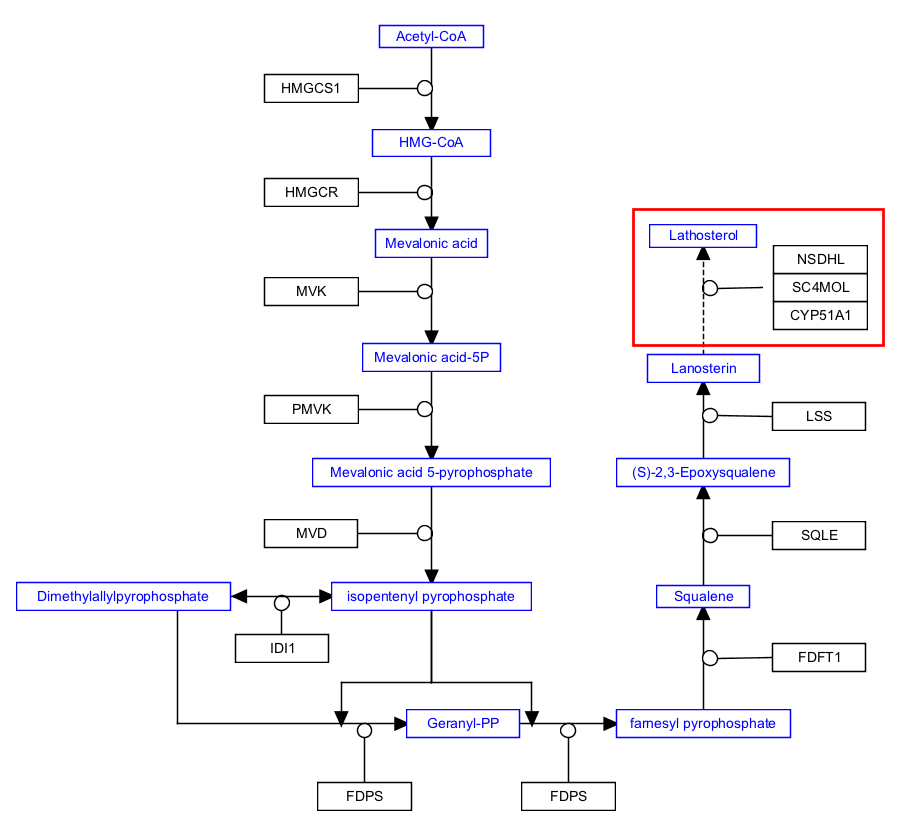 Acetyl-CoA
HMGCS1
HMG-CoA
HMGCR
Mevalonic acid
MVK
Mevalonic acid-5P
PMVK
Mevalonic acid 5-pyrophosphate
MVD
Dimethylallylpyrophosphate
isopentenyl pyrophosphate
IDI1
Geranyl-PP
farnesyl pyrophosphate
FDPS
FDPS
Lathosterol
NSDHL
SC4MOL
CYP51A1
Lanosterin
LSS
(S)-2,3-Epoxysqualene
SQLE
Squalene
FDFT1